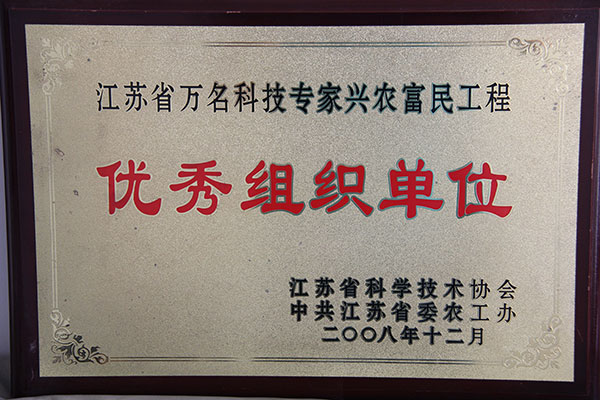 江苏省万名科技专家兴农富民工程
优秀组织单位
江苏省科学技术协会
中共江苏省委农工办
二〇〇八年十二月